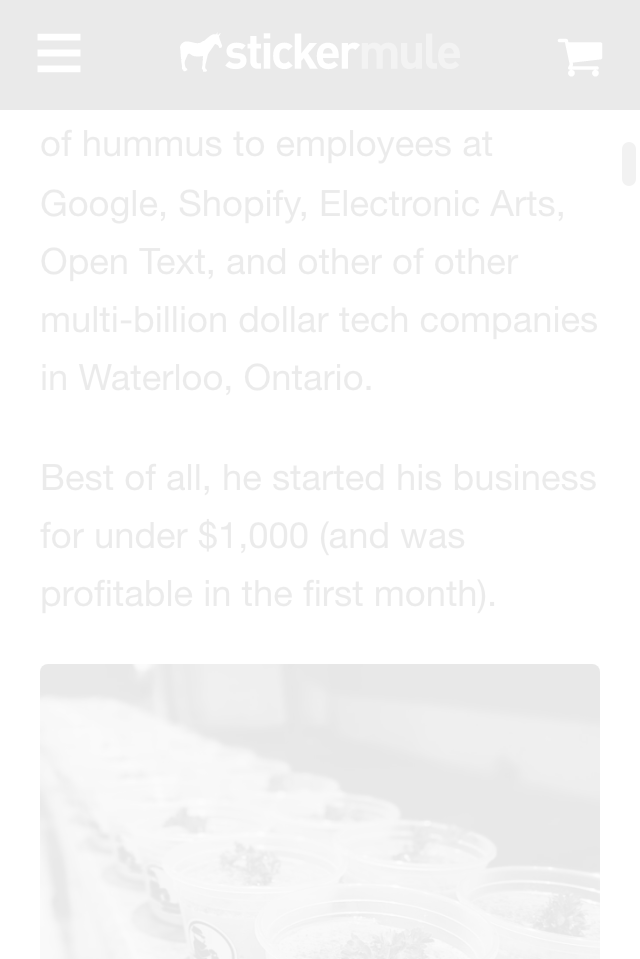 stickermule
of hummus to employees at
Google, Shopify, Electronic Arts,
Open Text, and other of other
multi-billion dollar tech companies
in Waterloo, Ontario.
Best of all, he started his business
for under $1,000 (and was
profitable in the first month).